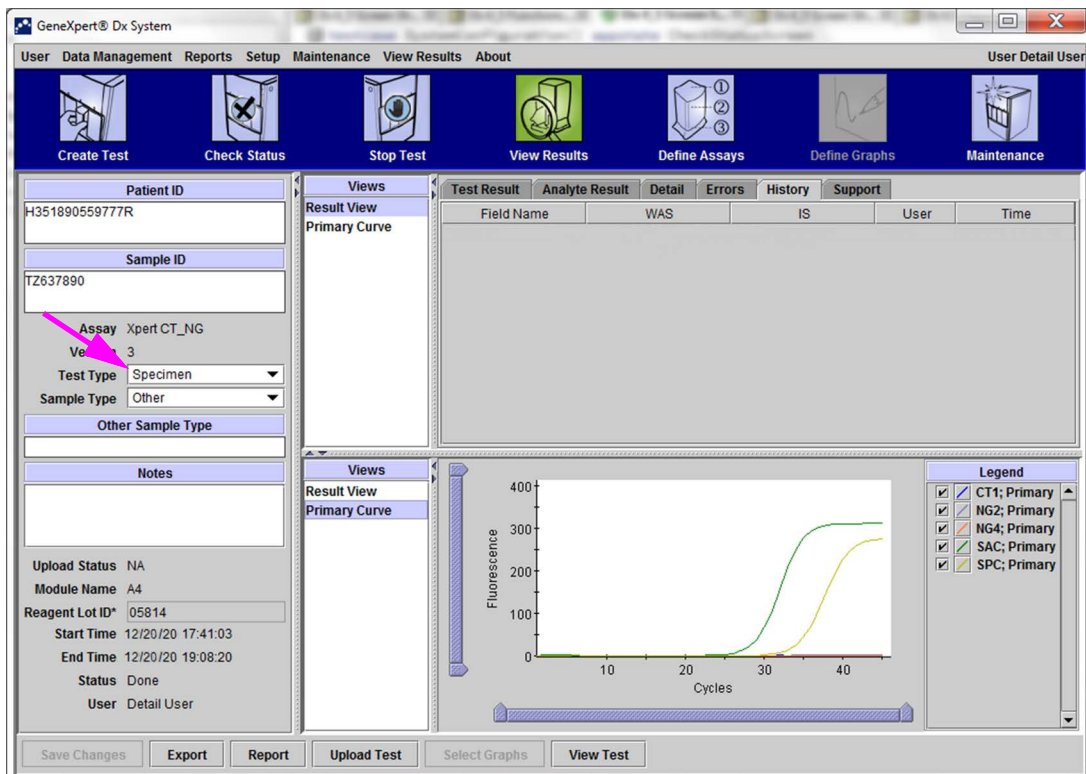 GeneXpert® Dx System
User Data Management Reports Setup Maintenance View Results About User Detail User
Create Test Check Status Stop Test View Results Define Assays Define Graphs Maintenance
① ② ③
Patient ID
H351890559777R
Sample ID
TZ637890
Assay Xpert CT_NG
3
Test Type Specimen
Sample Type Other
Other Sample Type
Notes
Upload Status NA
Module Name A4
Reagent Lot ID* 05814
Start Time 12/20/20 17:41:03
End Time 12/20/20 19:08:20
Status Done
User Detail User
Views
Result View
Primary Curve
Test Result Analyte Result Detail Errors History Support
Field Name WAS IS User Time
Views
Result View
Primary Curve
Fluorescence
400
300
200
100
0
10 20 30 40
Cycles
Legend
CT1; Primary
NG2; Primary
NG4; Primary
SAC; Primary
SPC; Primary
Save Changes Export Report Upload Test Select Graphs View Test